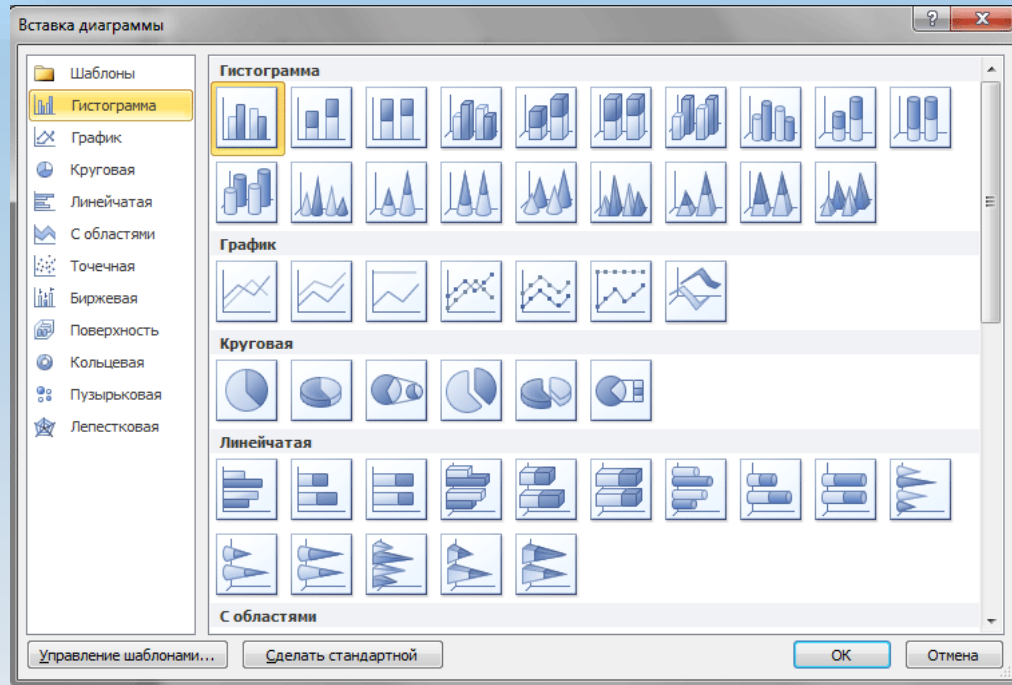 Вставка диаграммы
Шаблоны
Гистограмма
График
Круговая
Линейчатая
С областями
Точечная
Биржевая
Поверхность
Кольцевая
Пузырьковая
Лепестковая
Гистограмма
График
Круговая
Линейчатая
С областями
Управление шаблонами...
Сделать стандартной
ОК
Отмена